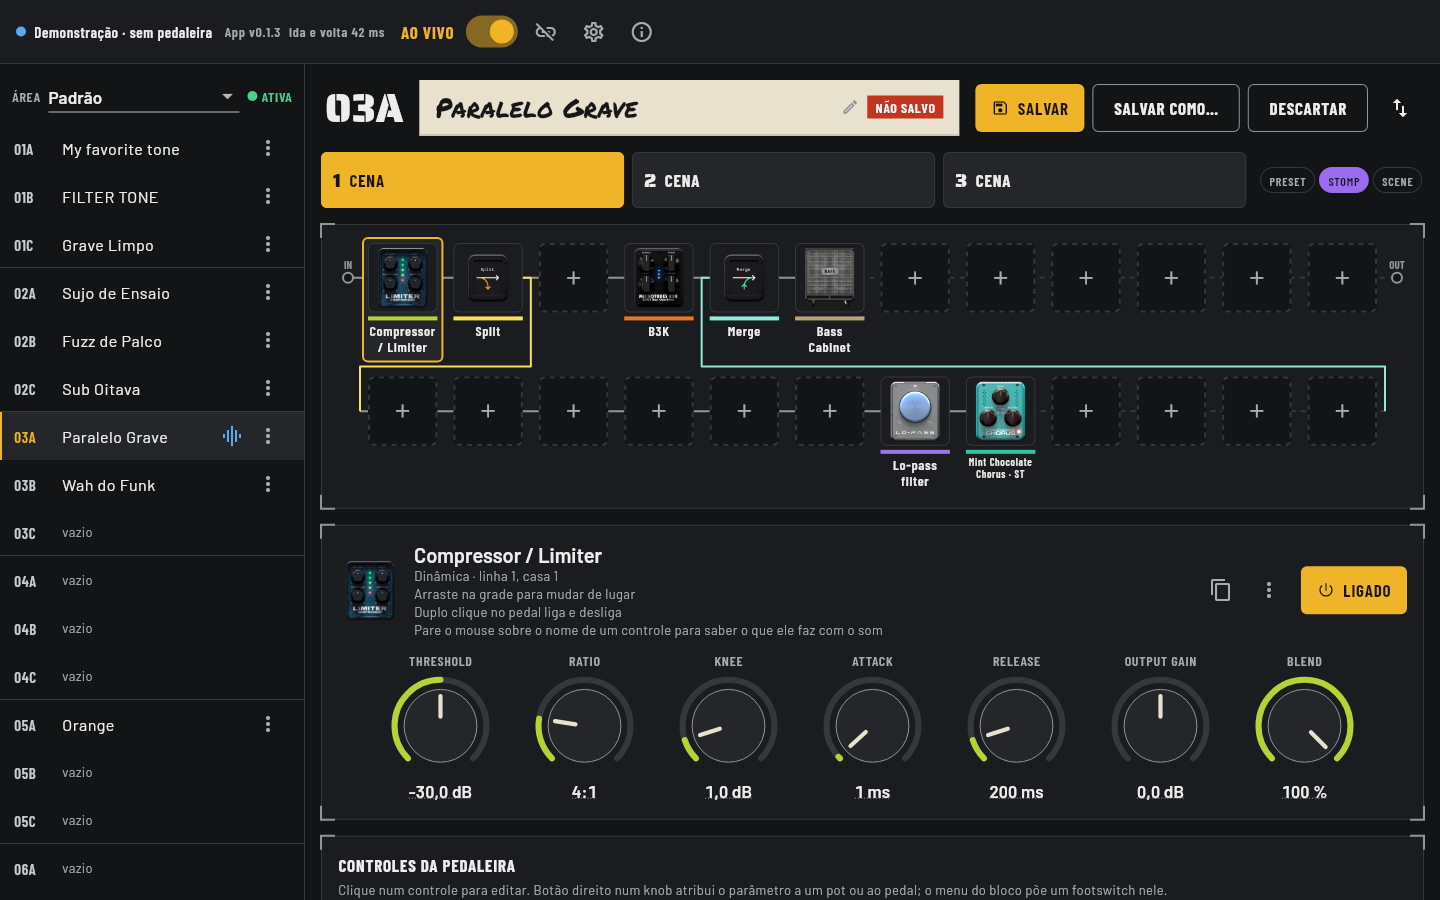 Demonstração · sem pedaleira App v0.1.3 Ida e volta 42 ms AO VIVO
ÁREA Padrão ATIVA
01A My favorite tone
01B FILTER TONE
01C Grave Limpo
02A Sujo de Ensaio
02B Fuzz de Palco
02C Sub Oitava
03A Paralelo Grave
03B Wah do Funk
03C vazio
04A vazio
04B vazio
04C vazio
05A Orange
05B vazio
05C vazio
06A vazio
03A Paralelo Grave NÃO SALVO SALVAR SALVAR COMO... DESCARTAR
1 CENA 2 CENA 3 CENA PRESET STOMP SCENE
IN OUT
LIMITER Split Merge BASS
Compressor / Limiter
Split
B3K
Merge
Bass Cabinet
LO-PASS CHORUS
Lo-pass filter
Mint Chocolate Chorus · ST
LIMITER
Compressor / Limiter
Dinâmica · linha 1, casa 1
Arraste na grade para mudar de lugar
Duplo clique no pedal liga e desliga
Pare o mouse sobre o nome de um controle para saber o que ele faz com o som
LIGADO
THRESHOLD RATIO KNEE ATTACK RELEASE OUTPUT GAIN BLEND
-30,0 dB 4:1 1,0 dB 1 ms 200 ms 0,0 dB 100 %
CONTROLES DA PEDALEIRA
Clique num controle para editar. Botão direito num knob atribui o parâmetro a um pot ou ao pedal; o menu do bloco põe um footswitch nele.